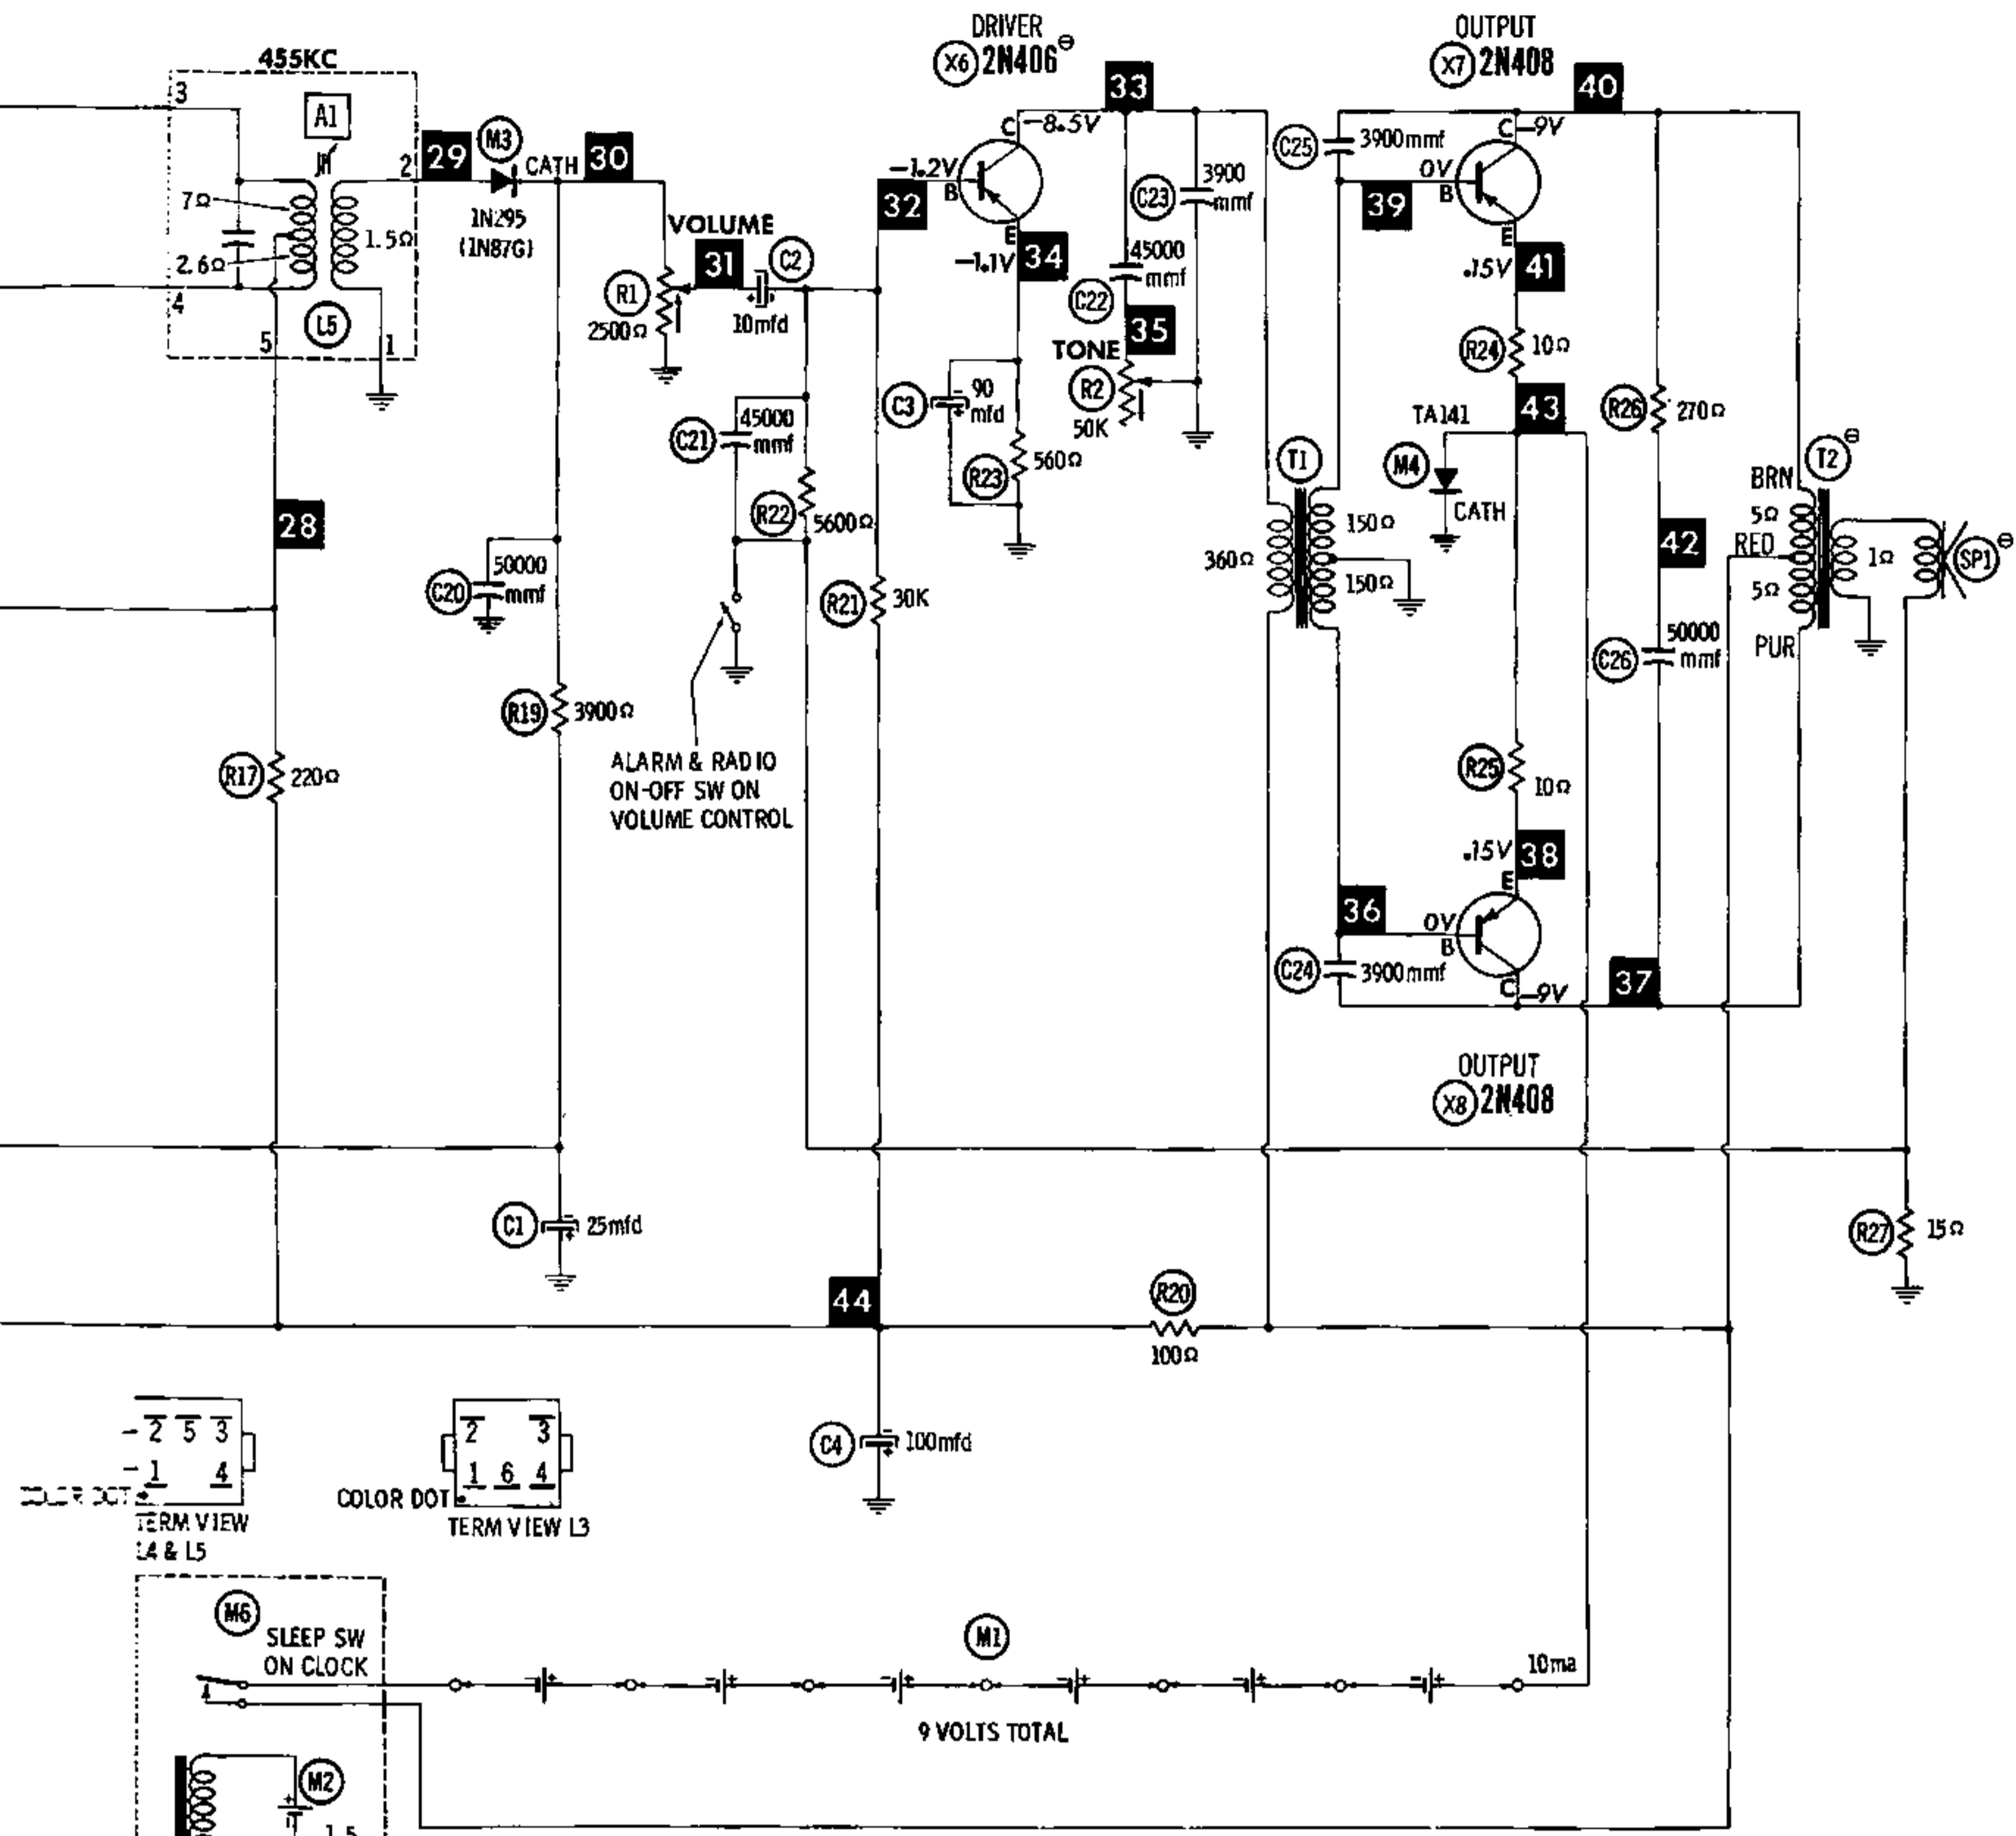 455KC
3
A1
7Ω
2.6Ω
1.5Ω
2
4
5
1
L5
29
M3
CATH
30
1N295
(1N87G)
VOLUME
31
C2
R1
2500Ω
10mfd
DRIVER
X6 2N406 ⊖
33
C -8.5V
-1.2V
B
32
E
-1.1V
34
C23
3900
mmf
45000
mmf
C22
35
TONE
R2
50K
C3
90
mfd
R23
560Ω
OUTPUT
X7 2N408
40
C25
3900mmf
C -9V
0V
B
39
E
.15V
41
R24
10Ω
43
TA141
M4
CATH
R26
270Ω
T1
360Ω
150Ω
150Ω
42
T2 ⊖
BRN
5Ω
RED
5Ω
PUR
1Ω
SP1 ⊖
C26
50000
mmf
28
C21
45000
mmf
R22
5600Ω
C20
50000
mmf
R21
30K
R19
3900Ω
R17
220Ω
ALARM & RADIO
ON-OFF SW ON
VOLUME CONTROL
R25
10Ω
.15V
38
E
36
0V
B
C24
3900mmf
C -9V
37
OUTPUT
X8 2N408
C1
25mfd
R27
15Ω
44
R20
100Ω
C4
100mfd
2 5 3
1 4
COLOR DOT
TERM VIEW
L4 & L5
2 3
1 6 4
COLOR DOT
TERM VIEW L3
M6
SLEEP SW
ON CLOCK
M1
10ma
9 VOLTS TOTAL
M2
1.5